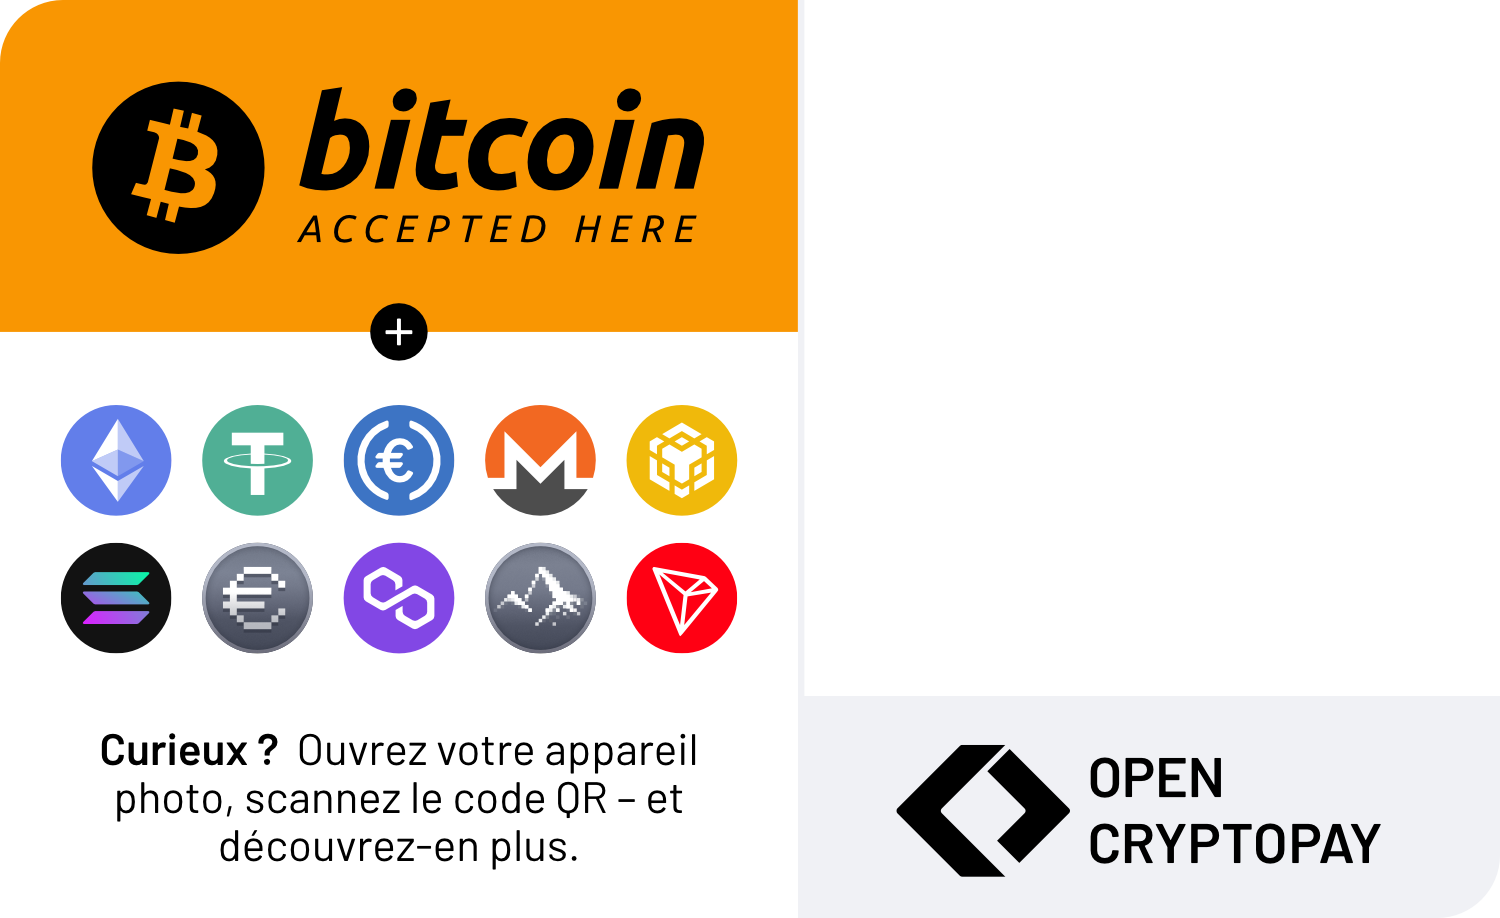 bitcoin
ACCEPTED HERE
Curieux ? Ouvrez votre appareil
photo, scannez le code QR – et
découvrez-en plus.
OPEN
CRYPTOPAY